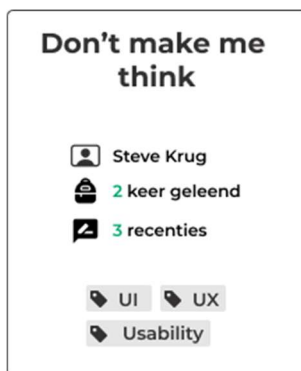 Don’t make me
think
Steve Krug
2 keer geleend
3 recenties
UI UX
Usability